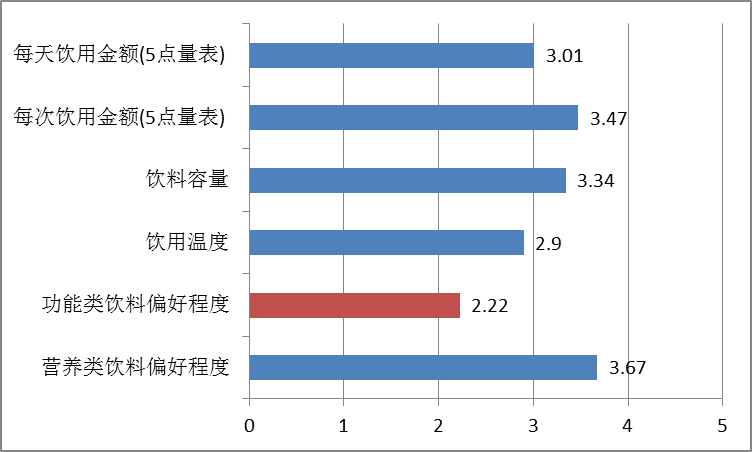 每天饮用金额(5点量表)
3.01
每次饮用金额(5点量表)
3.47
饮料容量
3.34
饮用温度
2.9
功能类饮料偏好程度
2.22
营养类饮料偏好程度
3.67
0 1 2 3 4 5